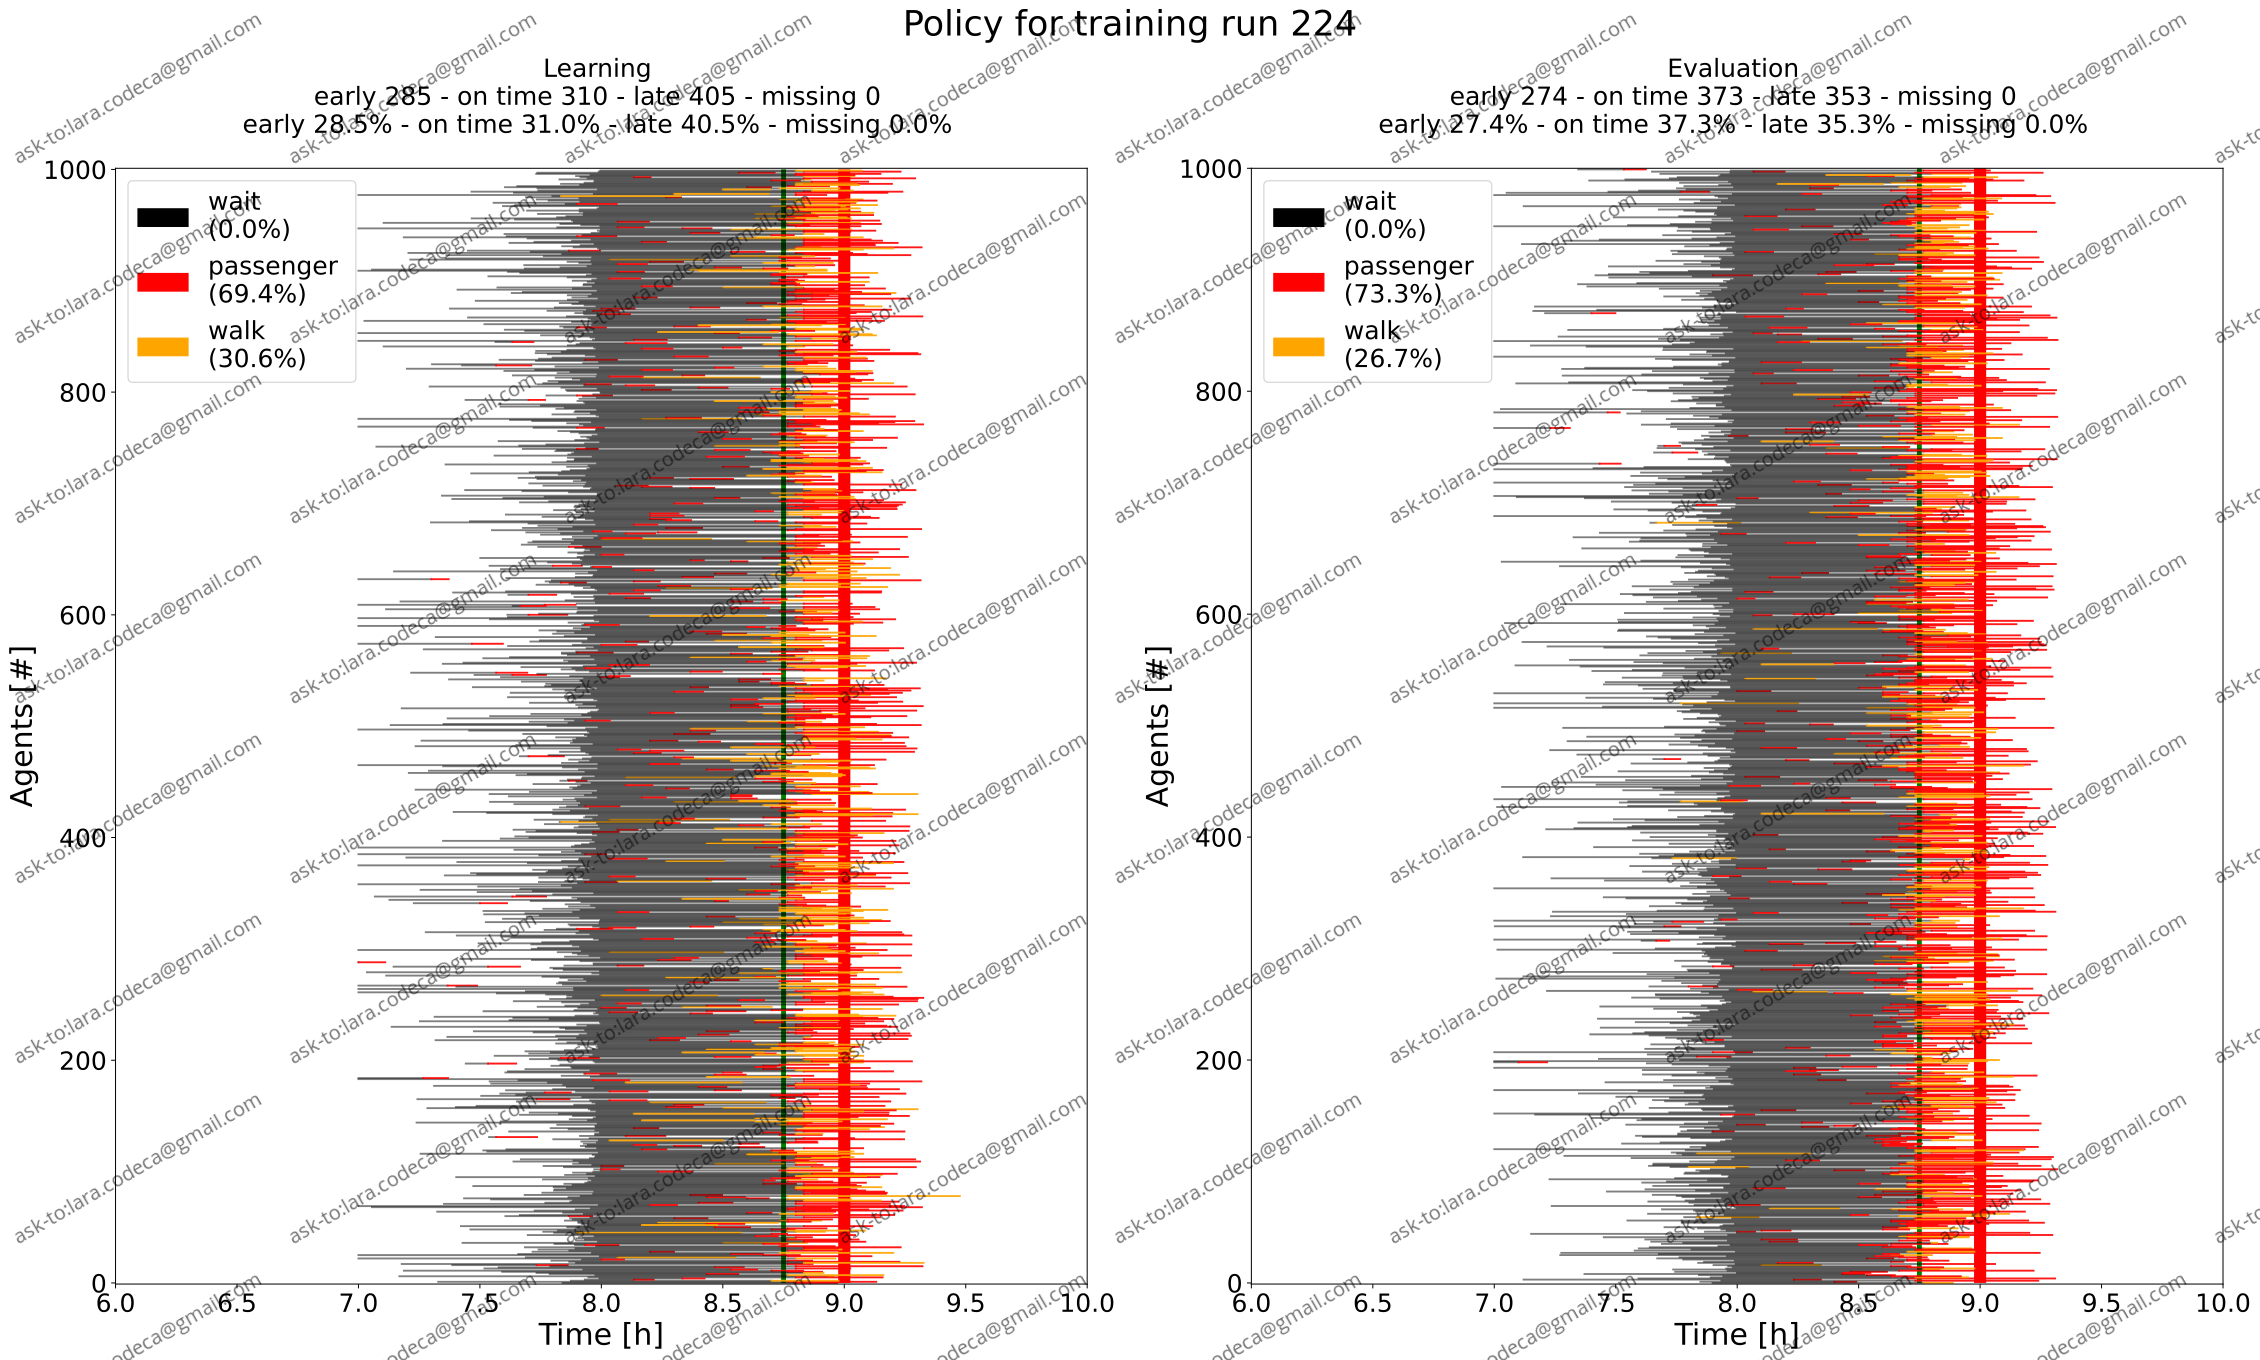 Policy for training run 224
Learning
early 285 - on time 310 - late 405 - missing 0
early 28.5% - on time 31.0% - late 40.5% - missing 0.0%
1000
800
600
400
200
0
Agents [#]
wait
(0.0%)
passenger
(69.4%)
walk
(30.6%)
6.0 6.5 7.0 7.5 8.0 8.5 9.0 9.5 10.0
Time [h]
Evaluation
early 274 - on time 373 - late 353 - missing 0
early 27.4% - on time 37.3% - late 35.3% - missing 0.0%
1000
800
600
400
200
0
Agents [#]
wait
(0.0%)
passenger
(73.3%)
walk
(26.7%)
6.0 6.5 7.0 7.5 8.0 8.5 9.0 9.5 10.0
Time [h]
ask-to:lara.codeca@gmail.com